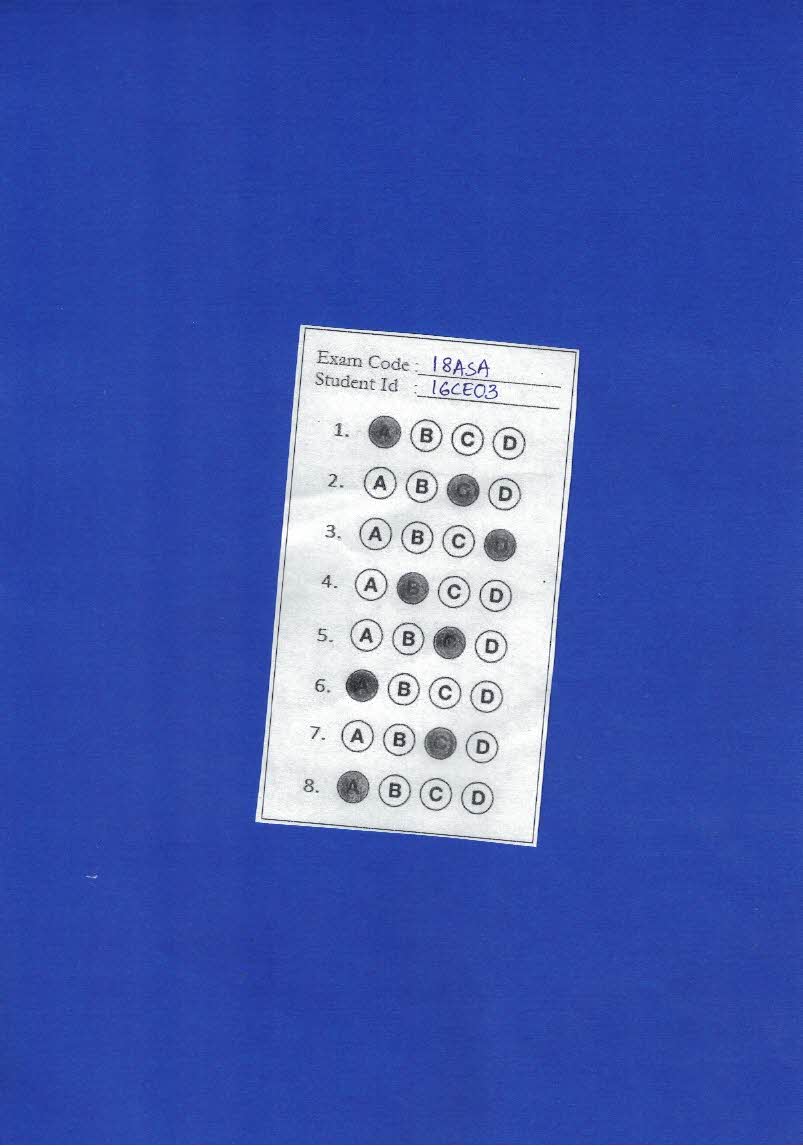 Exam Code : 18ASA
Student Id : 16CE03
1. A B C D
2. A B C D
3. A B C D
4. A B C D
5. A B C D
6. A B C D
7. A B C D
8. A B C D